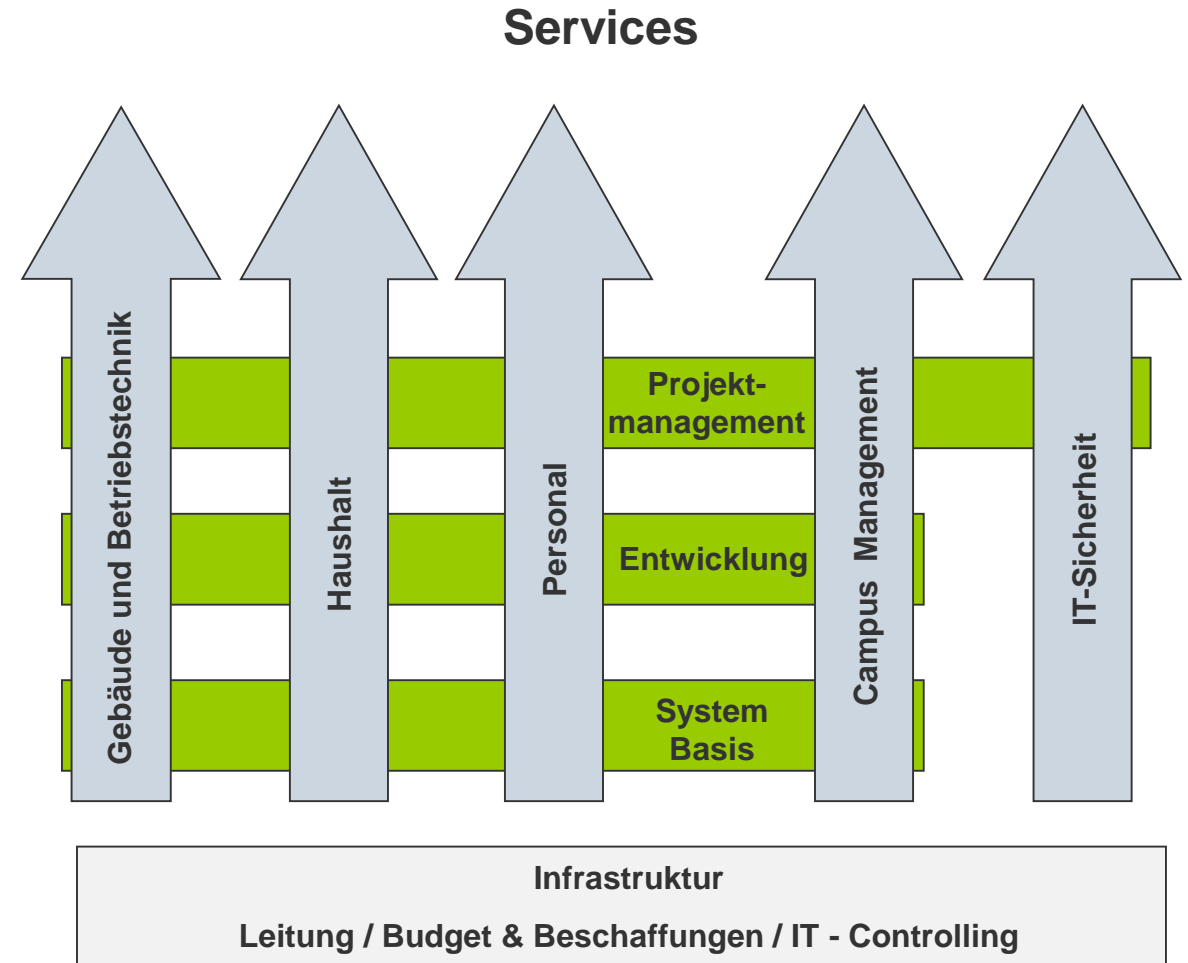 Services
Gebäude und Betriebstechnik
Haushalt
Personal
Campus Management
IT-Sicherheit
Projekt-
management
Entwicklung
System
Basis
Infrastruktur
Leitung / Budget & Beschaffungen / IT - Controlling